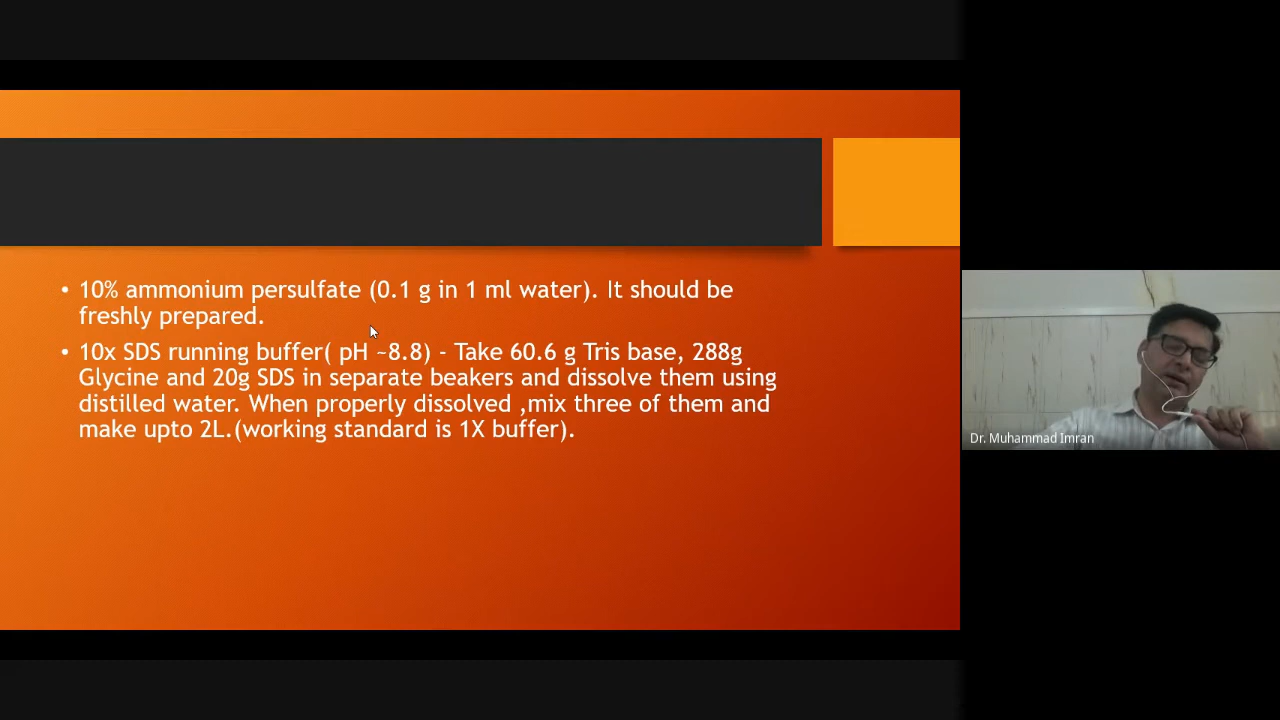 • 10% ammonium persulfate (0.1 g in 1 ml water). It should be
freshly prepared.
• 10x SDS running buffer( pH ~8.8) - Take 60.6 g Tris base, 288g
Glycine and 20g SDS in separate beakers and dissolve them using
distilled water. When properly dissolved ,mix three of them and
make upto 2L.(working standard is 1X buffer).
Dr. Muhammad Imran